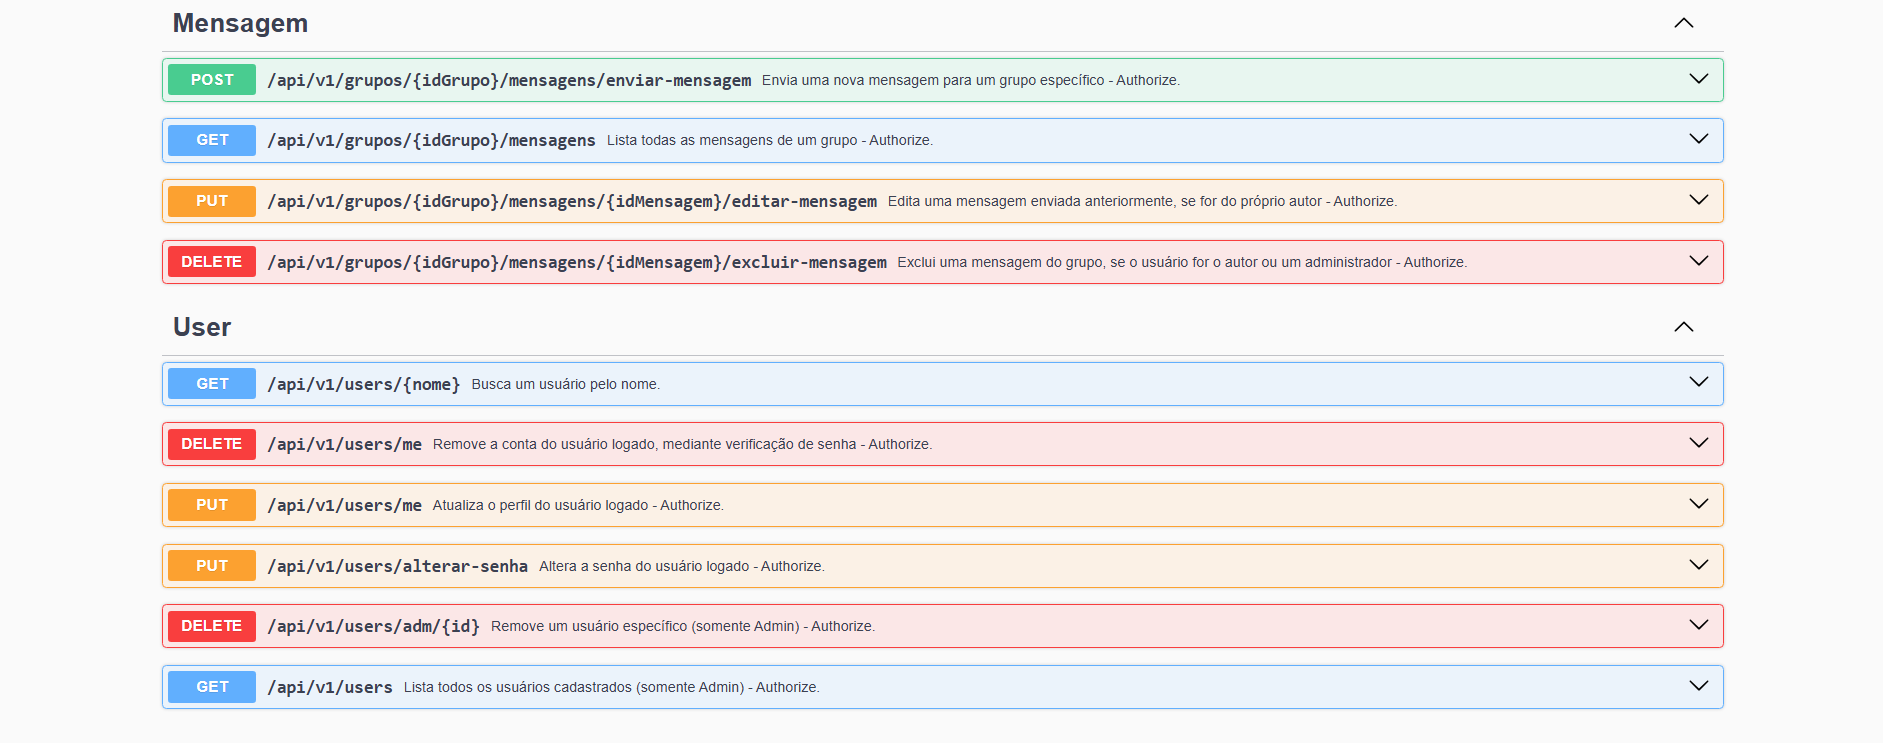 Mensagem
POST /api/v1/grupos/{idGrupo}/mensagens/enviar-mensagem Envia uma nova mensagem para um grupo específico - Authorize.
GET /api/v1/grupos/{idGrupo}/mensagens Lista todas as mensagens de um grupo - Authorize.
PUT /api/v1/grupos/{idGrupo}/mensagens/{idMensagem}/editar-mensagem Edita uma mensagem enviada anteriormente, se for do próprio autor - Authorize.
DELETE /api/v1/grupos/{idGrupo}/mensagens/{idMensagem}/excluir-mensagem Exclui uma mensagem do grupo, se o usuário for o autor ou um administrador - Authorize.
User
GET /api/v1/users/{nome} Busca um usuário pelo nome.
DELETE /api/v1/users/me Remove a conta do usuário logado, mediante verificação de senha - Authorize.
PUT /api/v1/users/me Atualiza o perfil do usuário logado - Authorize.
PUT /api/v1/users/alterar-senha Altera a senha do usuário logado - Authorize.
DELETE /api/v1/users/adm/{id} Remove um usuário específico (somente Admin) - Authorize.
GET /api/v1/users Lista todos os usuários cadastrados (somente Admin) - Authorize.